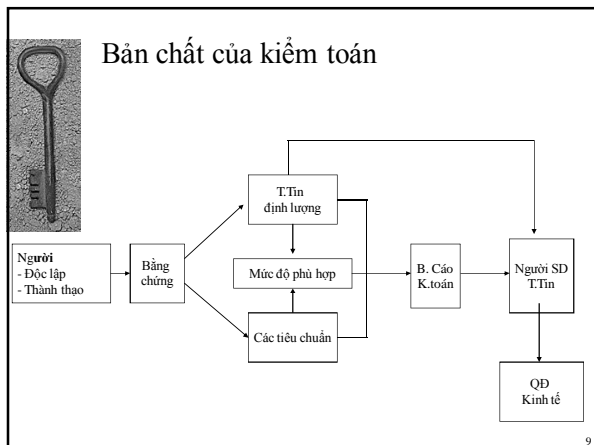 Bản chất của kiểm toán
T.Tin
định lượng
Người
- Độc lập
- Thành thạo
Bằng
chứng
Mức độ phù hợp
B. Cáo
K.toán
Người SD
T.Tin
Các tiêu chuẩn
QĐ
Kinh tế
9